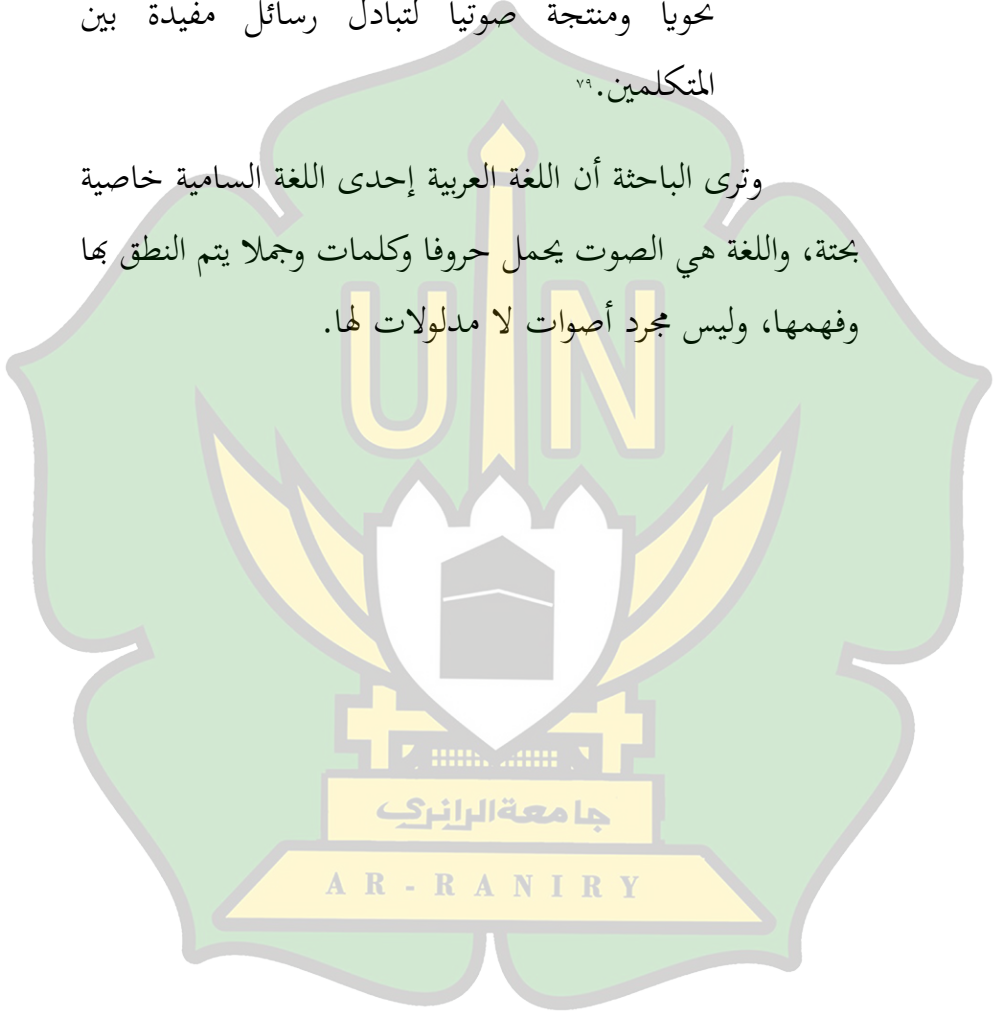 نحويا ومنتجة صوتيا لتبادل رسائل مفيدة بين
المتكلمين.٧٩
وترى الباحثة أن اللغة العربية إحدى اللغة السامية خاصية
بحتة، واللغة هي الصوت يحمل حروفا وكلمات وجملا يتم النطق بها
وفهمها، وليس مجرد أصوات لا مدلولات لها.
UIN
جامعة الرانري
AR-RANIRY